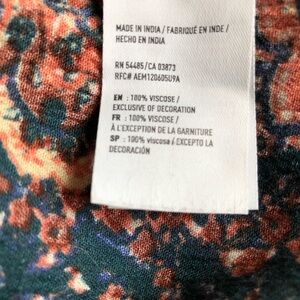 MADE IN INDIA / FABRIQUÉ EN INDE /
HECHO EN INDIA
RN 54485/CA 03873
RFC# AEM120605U9A
EN : 100% VISCOSE /
EXCLUSIVE OF DECORATION
FR : 100% VISCOSE /
À L'EXCEPTION DE LA GARNITURE
SP : 100% viscosa / EXCEPTO LA
DECORACIÓN